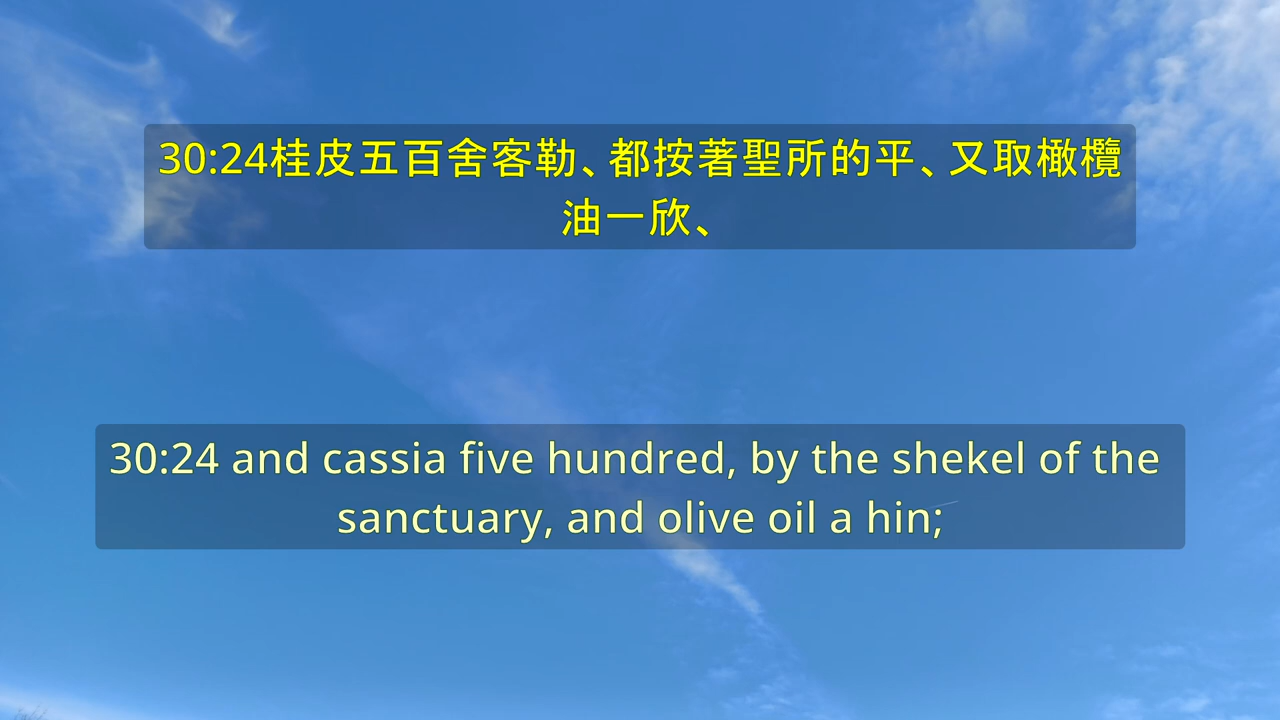 30:24桂皮五百舍客勒、都按著聖所的平、又取橄欖
油一欣、
30:24 and cassia five hundred, by the shekel of the
sanctuary, and olive oil a hin;